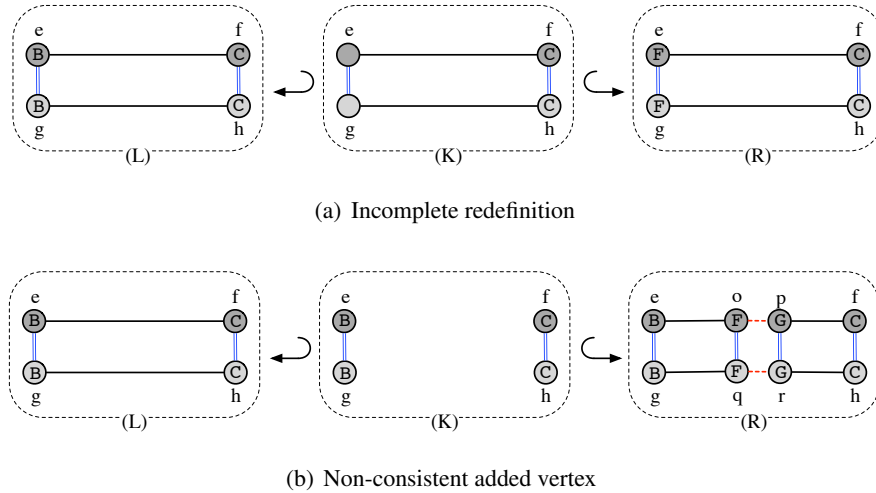 e f e f e f
B C C F C
B C C F C
g h g h g h
(L) (K) (R)
(a) Incomplete redefinition
e f e f e o p f
B C B C B F G C
B C B C B F G C
g h g h g q r h
(L) (K) (R)
(b) Non-consistent added vertex